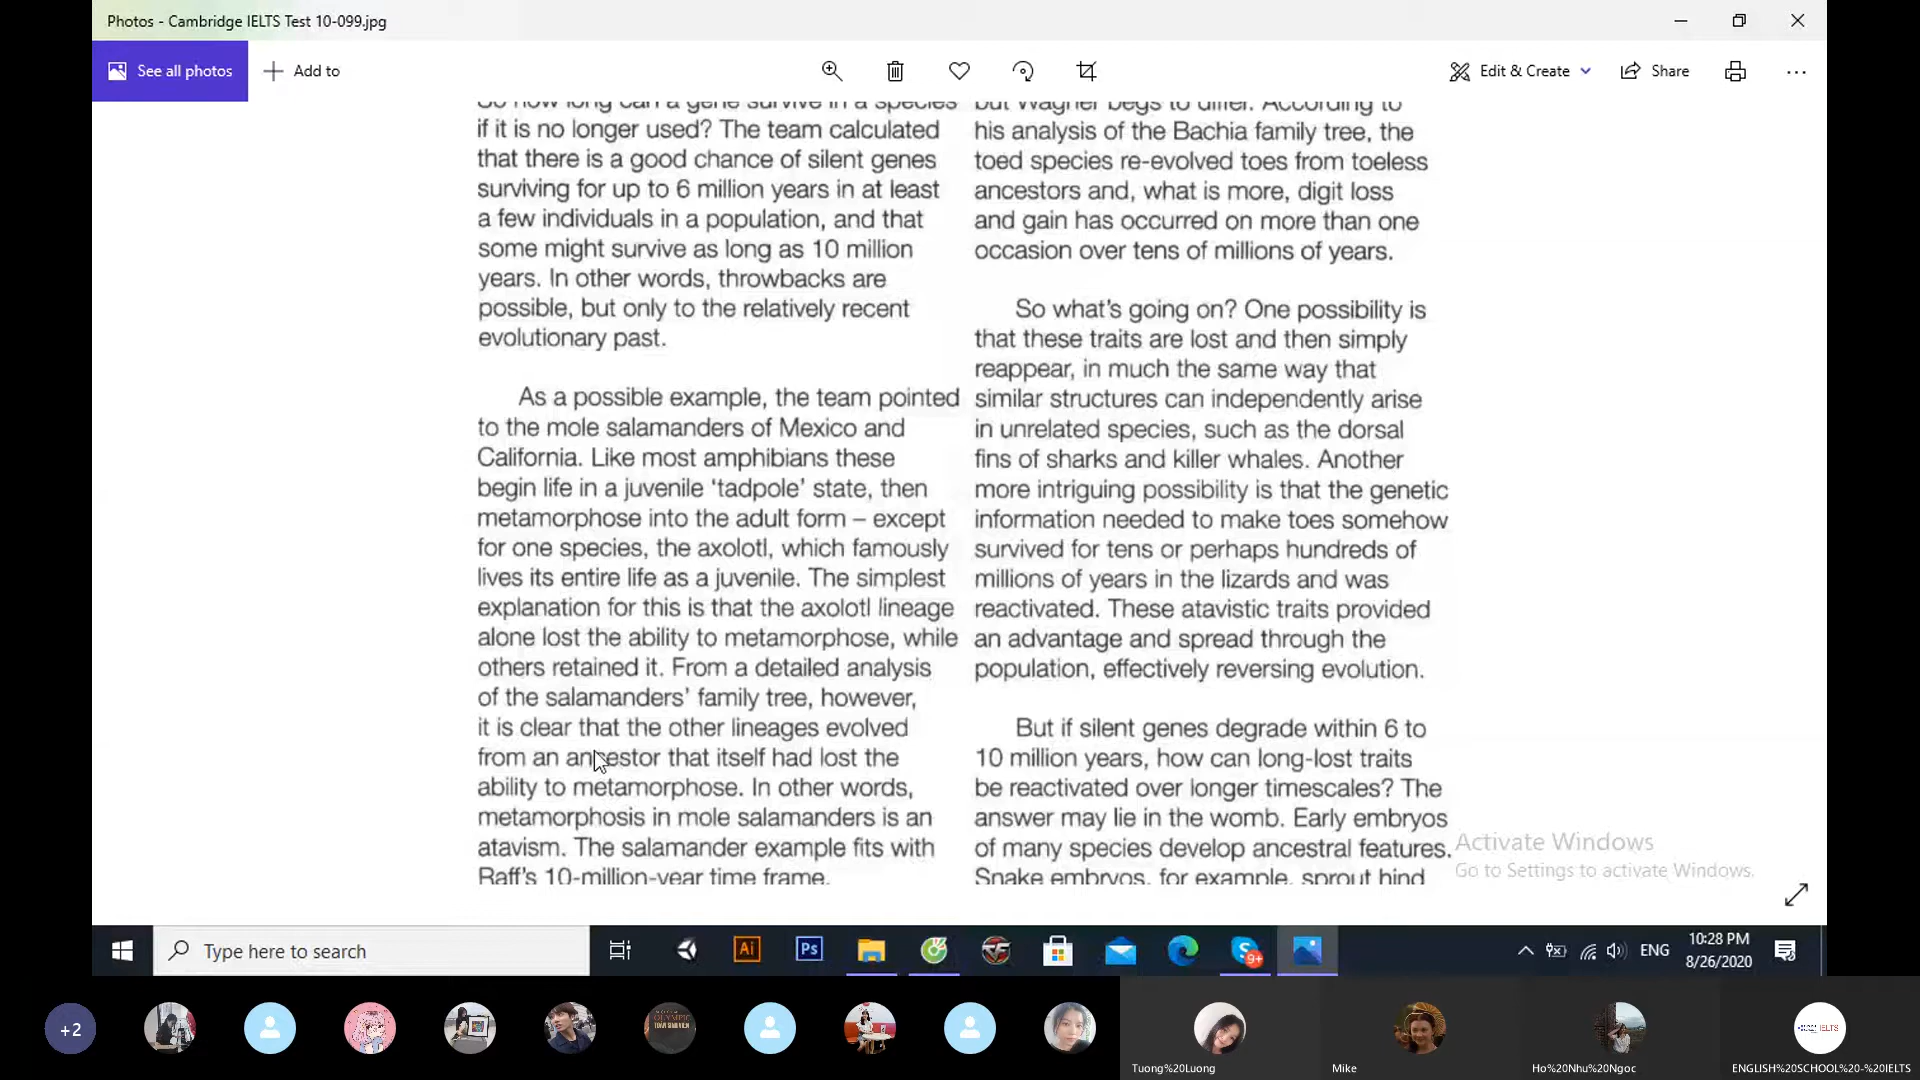 Photos - Cambridge IELTS Test 10-099.jpg
See all photos
Add to
Edit & Create
Share
So how long can a gene survive in a species
if it is no longer used? The team calculated
that there is a good chance of silent genes
surviving for up to 6 million years in at least
a few individuals in a population, and that
some might survive as long as 10 million
years. In other words, throwbacks are
possible, but only to the relatively recent
evolutionary past.
As a possible example, the team pointed
to the mole salamanders of Mexico and
California. Like most amphibians these
begin life in a juvenile ‘tadpole’ state, then
metamorphose into the adult form – except
for one species, the axolotl, which famously
lives its entire life as a juvenile. The simplest
explanation for this is that the axolotl lineage
alone lost the ability to metamorphose, while
others retained it. From a detailed analysis
of the salamanders’ family tree, however,
it is clear that the other lineages evolved
from an ancestor that itself had lost the
ability to metamorphose. In other words,
metamorphosis in mole salamanders is an
atavism. The salamander example fits with
Raff’s 10-million-year time frame.
but Wagner begs to differ. According to
his analysis of the Bachia family tree, the
toed species re-evolved toes from toeless
ancestors and, what is more, digit loss
and gain has occurred on more than one
occasion over tens of millions of years.
So what’s going on? One possibility is
that these traits are lost and then simply
reappear, in much the same way that
similar structures can independently arise
in unrelated species, such as the dorsal
fins of sharks and killer whales. Another
more intriguing possibility is that the genetic
information needed to make toes somehow
survived for tens or perhaps hundreds of
millions of years in the lizards and was
reactivated. These atavistic traits provided
an advantage and spread through the
population, effectively reversing evolution.
But if silent genes degrade within 6 to
10 million years, how can long-lost traits
be reactivated over longer timescales? The
answer may lie in the womb. Early embryos
of many species develop ancestral features.
Snake embryos, for example, sprout hind
Activate Windows
Go to Settings to activate Windows.
Type here to search
Ai
Ps
9+
ENG
10:28 PM
8/26/2020
+2
Tuong%20Luong
Mike
Ho%20Nhu%20Ngoc
ENGLISH%20SCHOOL%20-%20IELTS